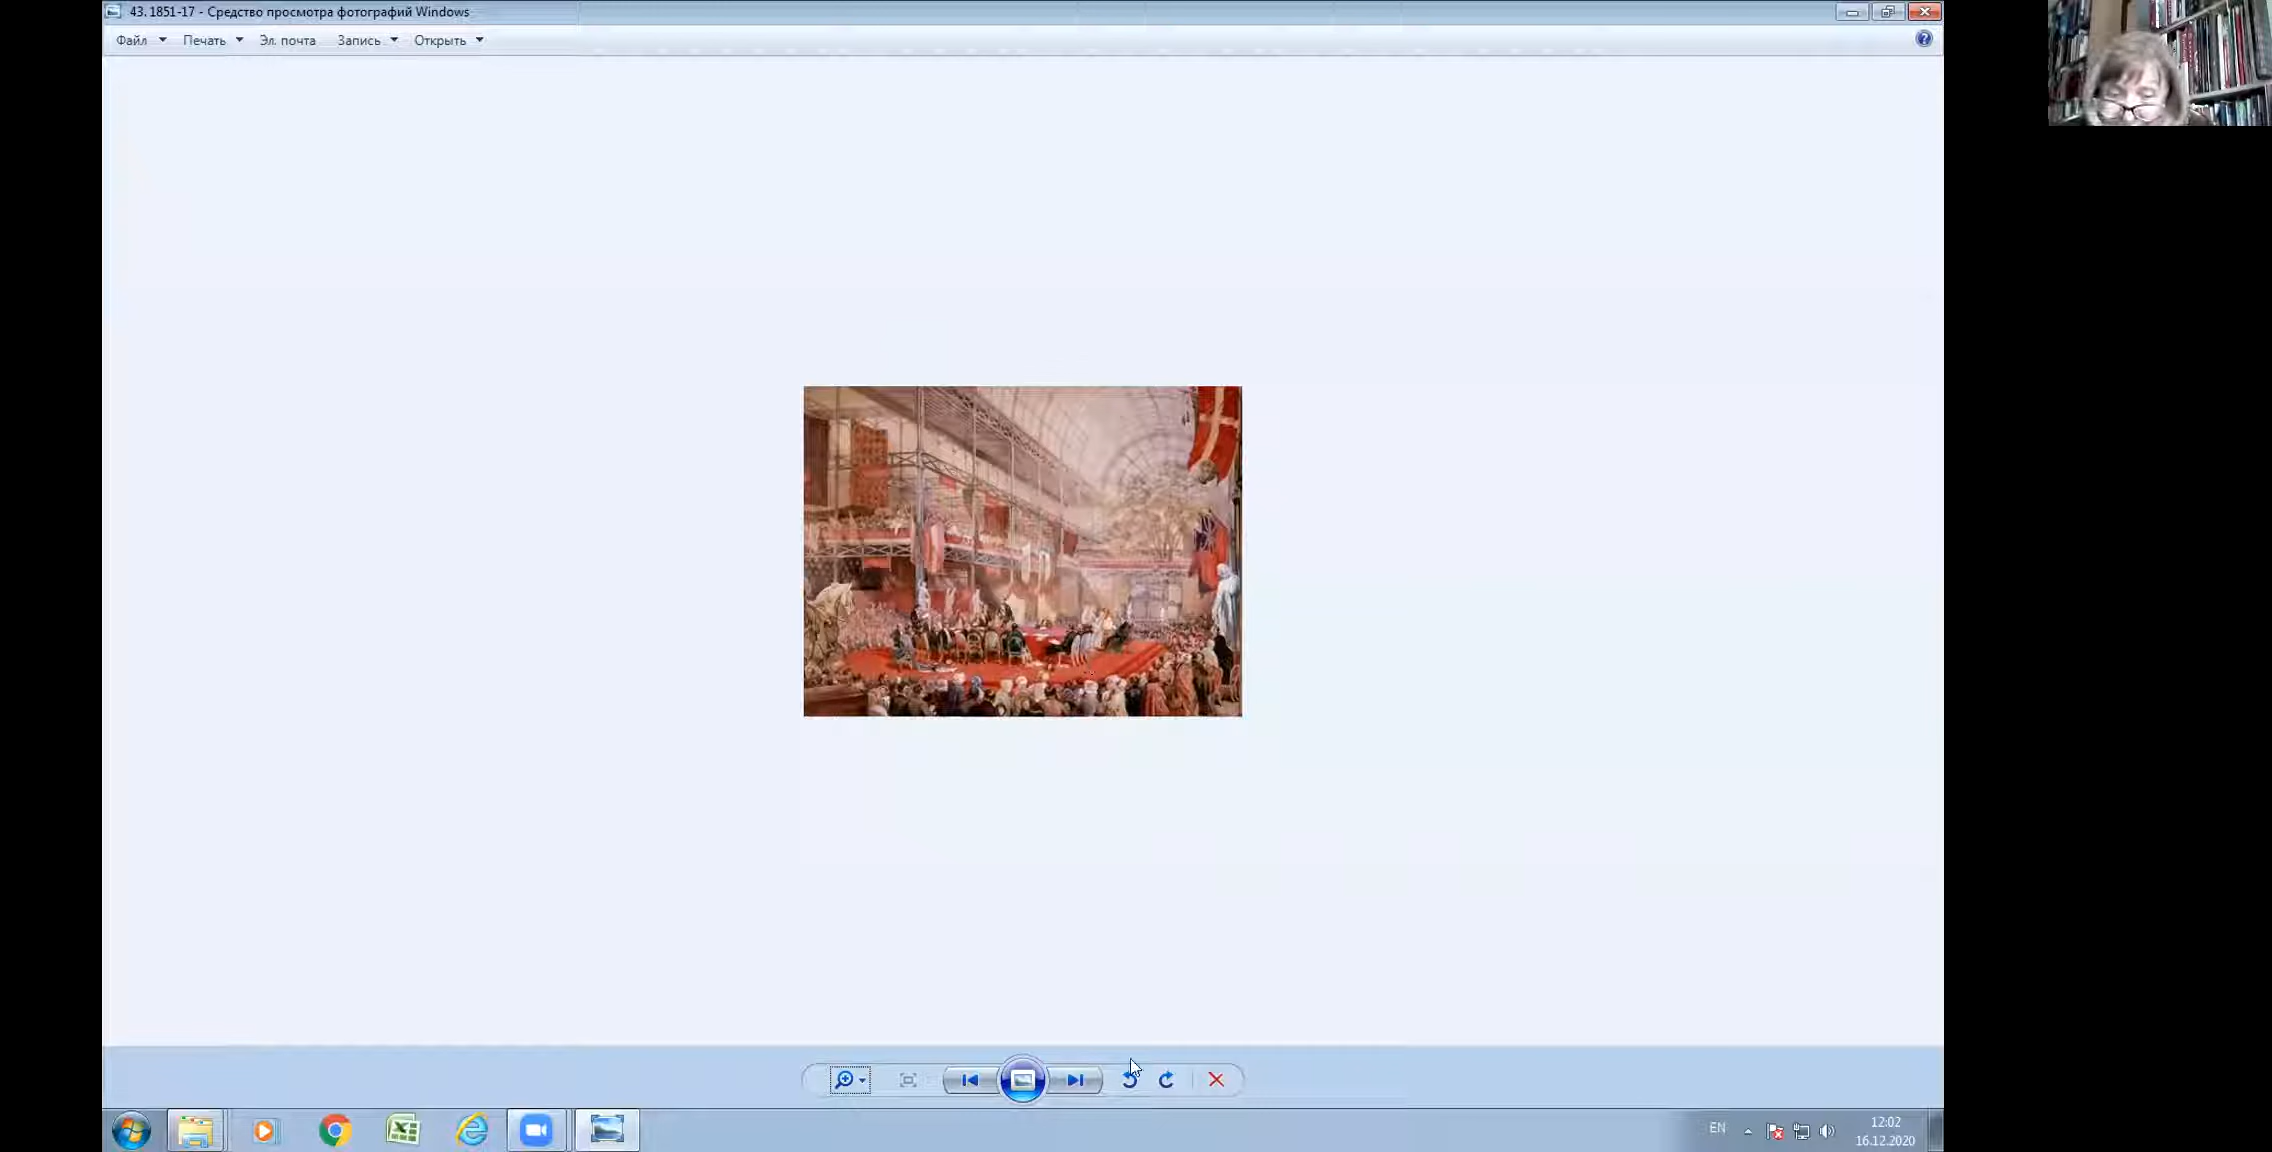 43.1851-17 - Средство просмотра фотографий Windows
Файл Печать Эл. почта Запись Открыть
EN
12:02
16.12.2020